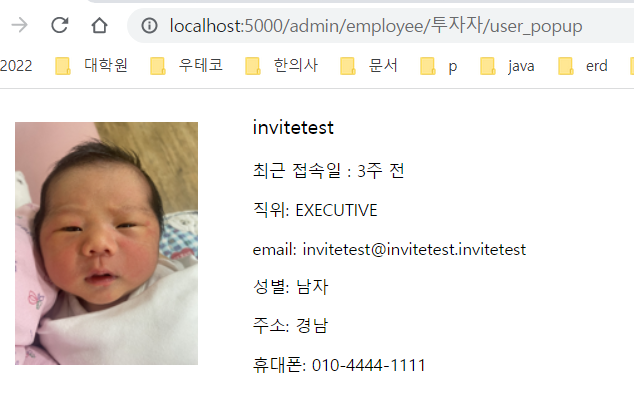 localhost:5000/admin/employee/투자자/user_popup
2022 대학원 우테코 한의사 문서 p java erd
invitetest
최근 접속일 : 3주 전
직위: EXECUTIVE
email: invitetest@invitetest.invitetest
성별: 남자
주소: 경남
휴대폰: 010-4444-1111